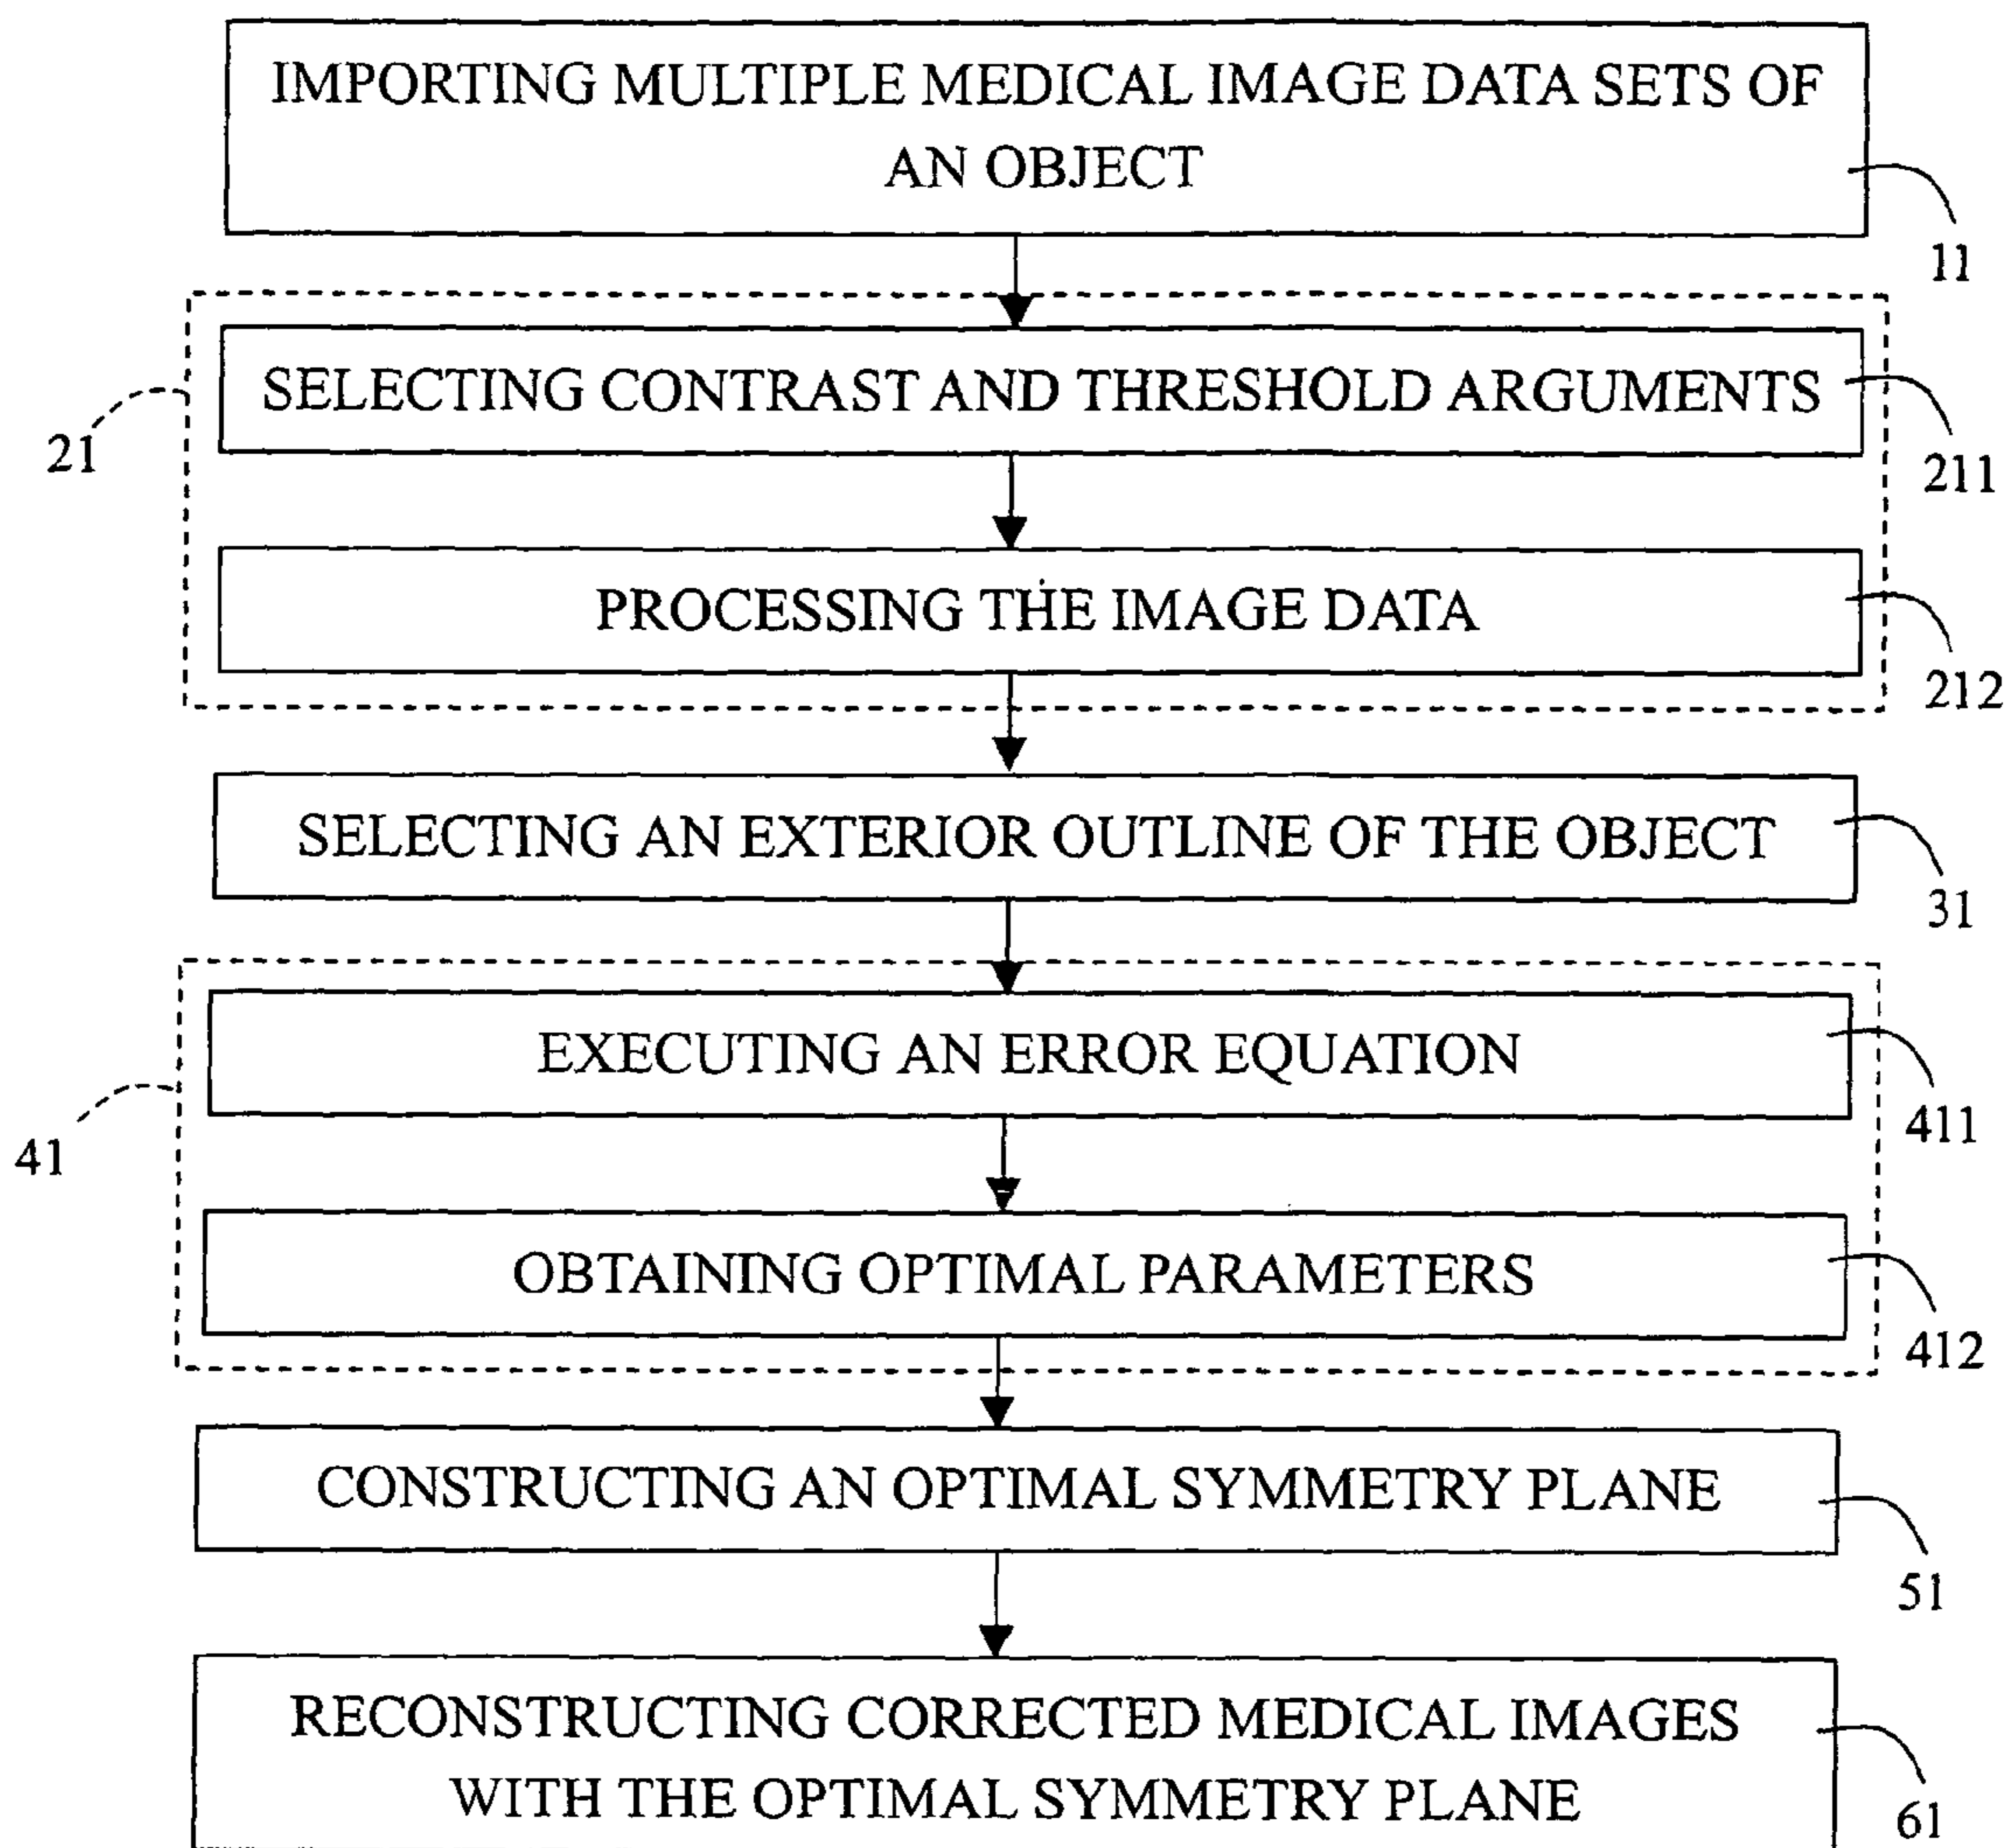 IMPORTING MULTIPLE MEDICAL IMAGE DATA SETS OF
AN OBJECT
11
SELECTING CONTRAST AND THRESHOLD ARGUMENTS
21
211
PROCESSING THE IMAGE DATA
212
SELECTING AN EXTERIOR OUTLINE OF THE OBJECT
31
EXECUTING AN ERROR EQUATION
41
411
OBTAINING OPTIMAL PARAMETERS
412
CONSTRUCTING AN OPTIMAL SYMMETRY PLANE
51
RECONSTRUCTING CORRECTED MEDICAL IMAGES
WITH THE OPTIMAL SYMMETRY PLANE
61